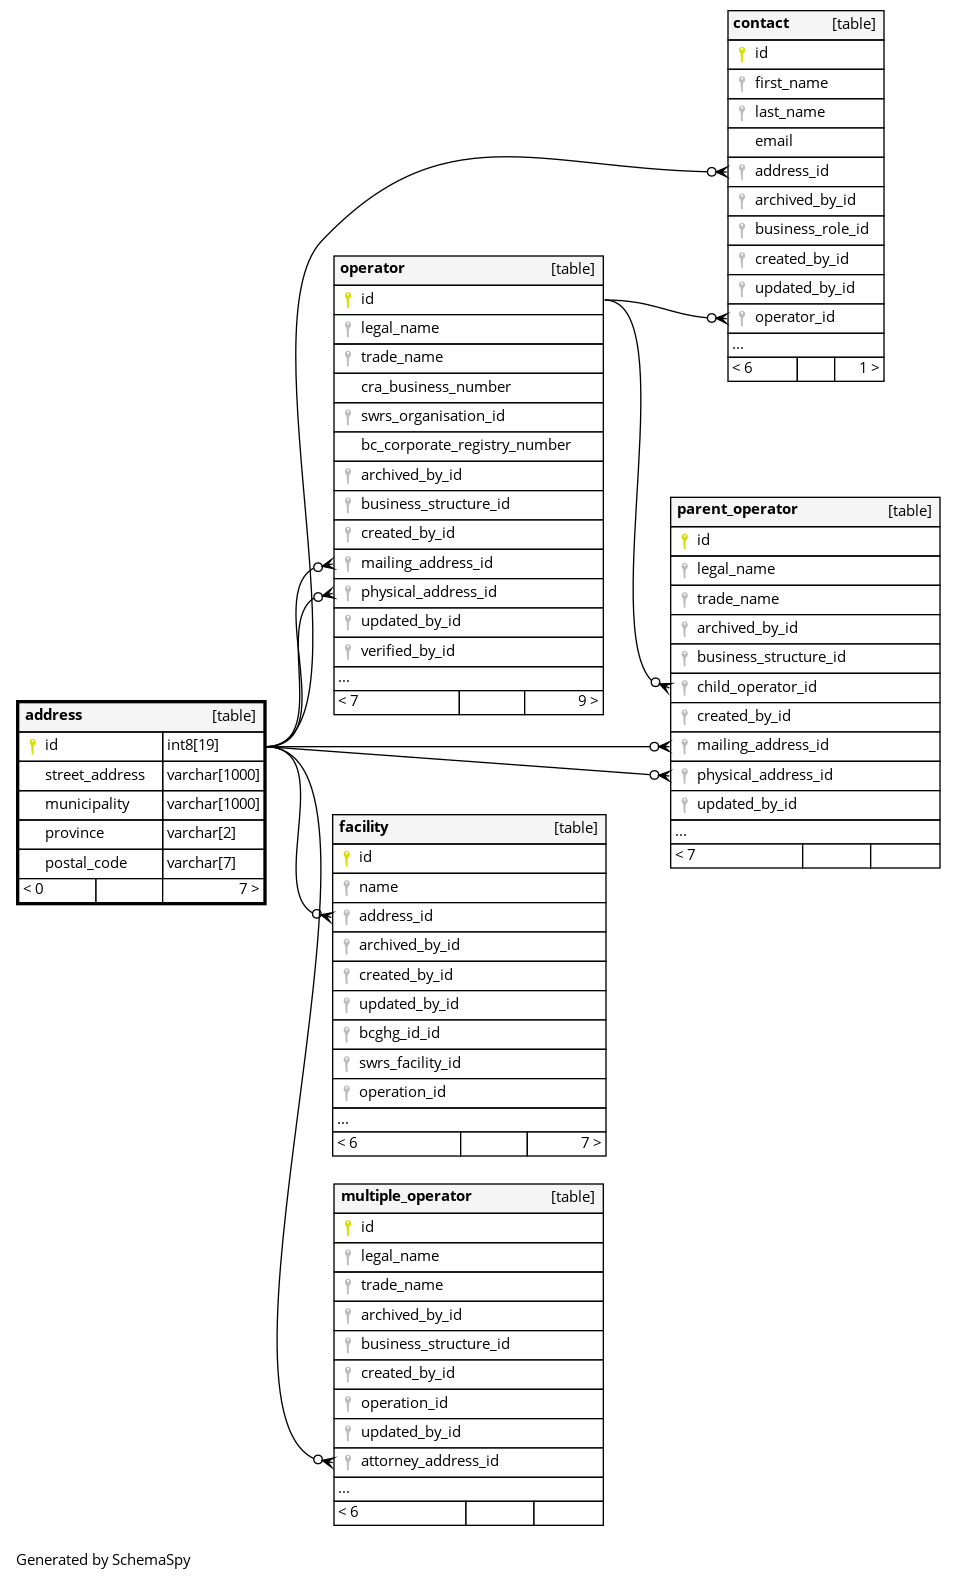 contact [table]
id
first_name
last_name
email
address_id
archived_by_id
business_role_id
created_by_id
updated_by_id
operator_id
...
< 6 1 >
operator [table]
id
legal_name
trade_name
cra_business_number
swrs_organisation_id
bc_corporate_registry_number
archived_by_id
business_structure_id
created_by_id
mailing_address_id
physical_address_id
updated_by_id
verified_by_id
...
< 7 9 >
parent_operator [table]
id
legal_name
trade_name
archived_by_id
business_structure_id
child_operator_id
created_by_id
mailing_address_id
physical_address_id
updated_by_id
...
< 7
address [table]
id int8[19]
street_address varchar[1000]
municipality varchar[1000]
province varchar[2]
postal_code varchar[7]
< 0 7 >
facility [table]
id
name
address_id
archived_by_id
created_by_id
updated_by_id
bcghg_id_id
swrs_facility_id
operation_id
...
< 6 7 >
multiple_operator [table]
id
legal_name
trade_name
archived_by_id
business_structure_id
created_by_id
operation_id
updated_by_id
attorney_address_id
...
< 6
Generated by SchemaSpy